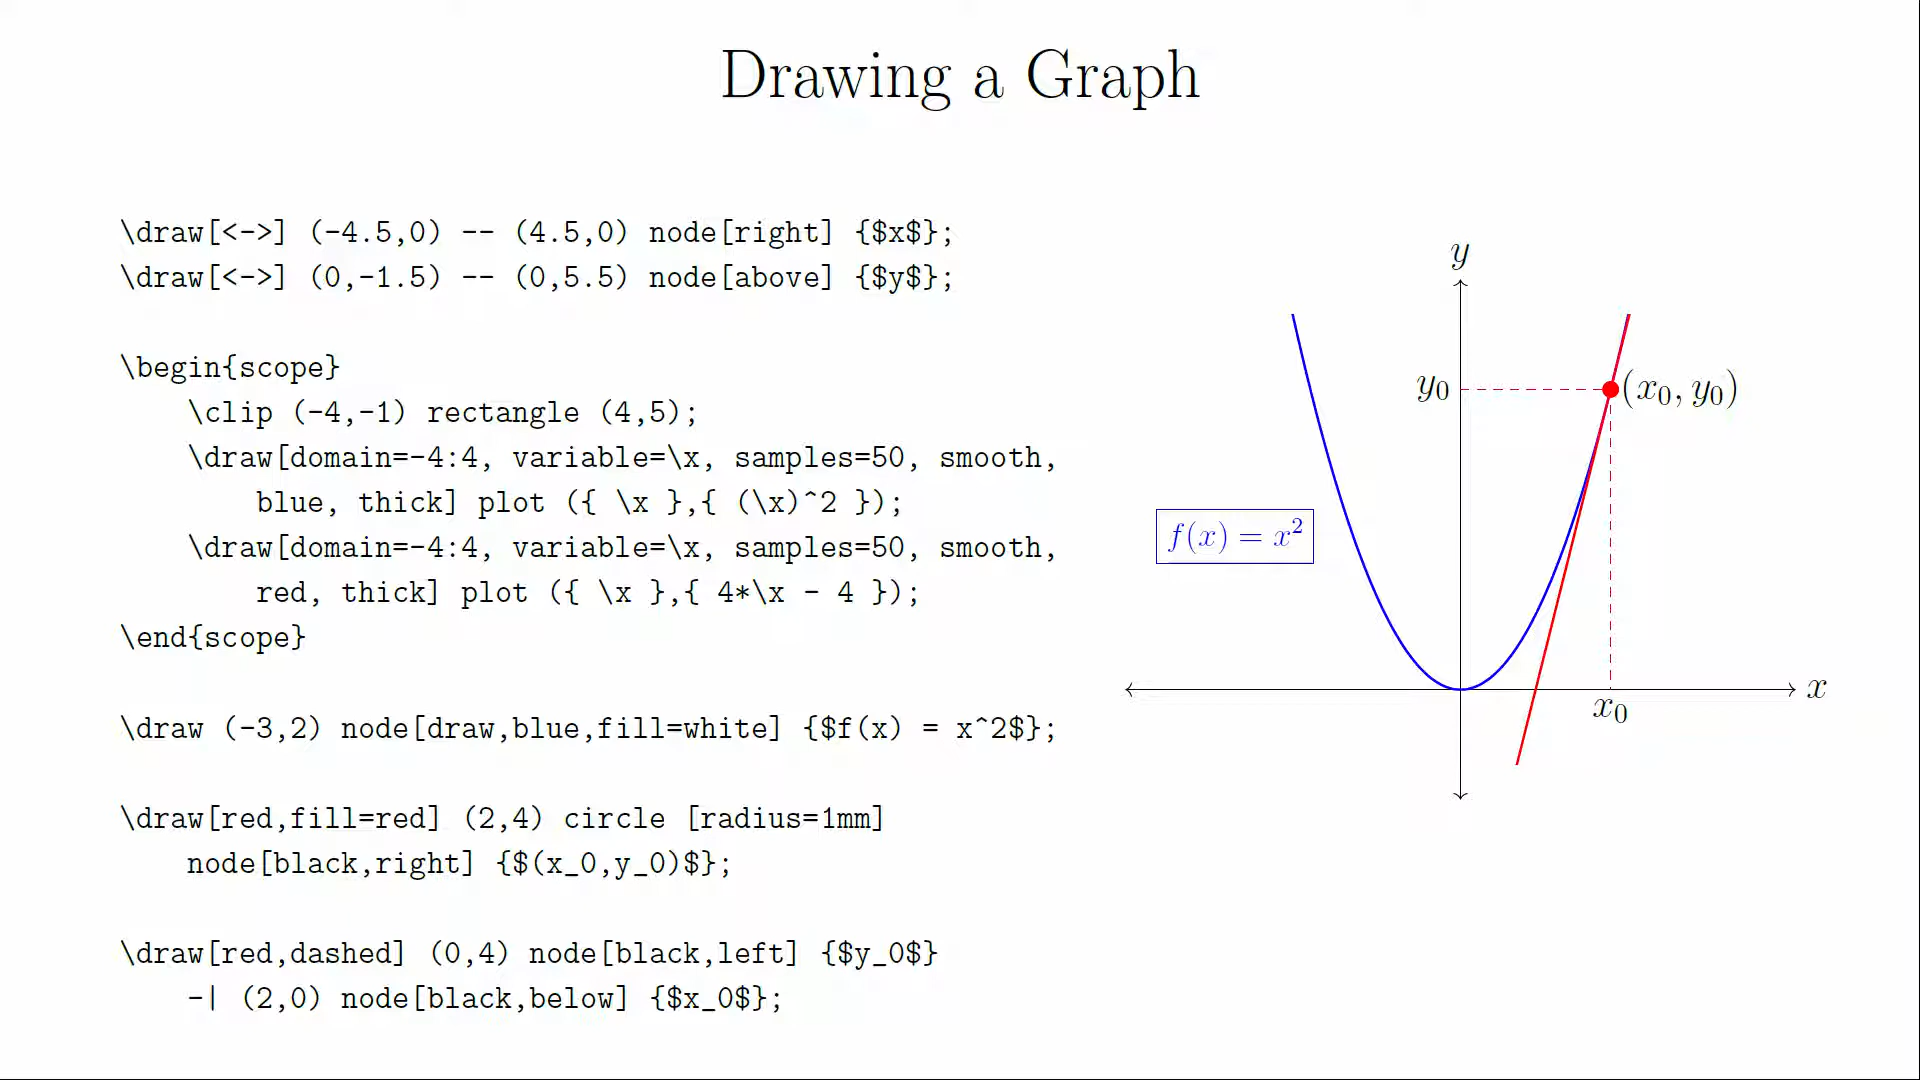 Drawing a Graph
\draw[<->] (-4.5,0) -- (4.5,0) node[right] {$x$};
\draw[<->] (0,-1.5) -- (0,5.5) node[above] {$y$};
\begin{scope}
    \clip (-4,-1) rectangle (4,5);
    \draw[domain=-4:4, variable=\x, samples=50, smooth,
        blue, thick] plot ({ \x },{ (\x)^2 });
    \draw[domain=-4:4, variable=\x, samples=50, smooth,
        red, thick] plot ({ \x },{ 4*\x - 4 });
\end{scope}
\draw (-3,2) node[draw,blue,fill=white] {$f(x) = x^2$};
\draw[red,fill=red] (2,4) circle [radius=1mm]
    node[black,right] {$(x_0,y_0)$};
\draw[red,dashed] (0,4) node[black,left] {$y_0$}
    -| (2,0) node[black,below] {$x_0$};
y
y₀
(x₀, y₀)
f(x) = x²
x
x₀